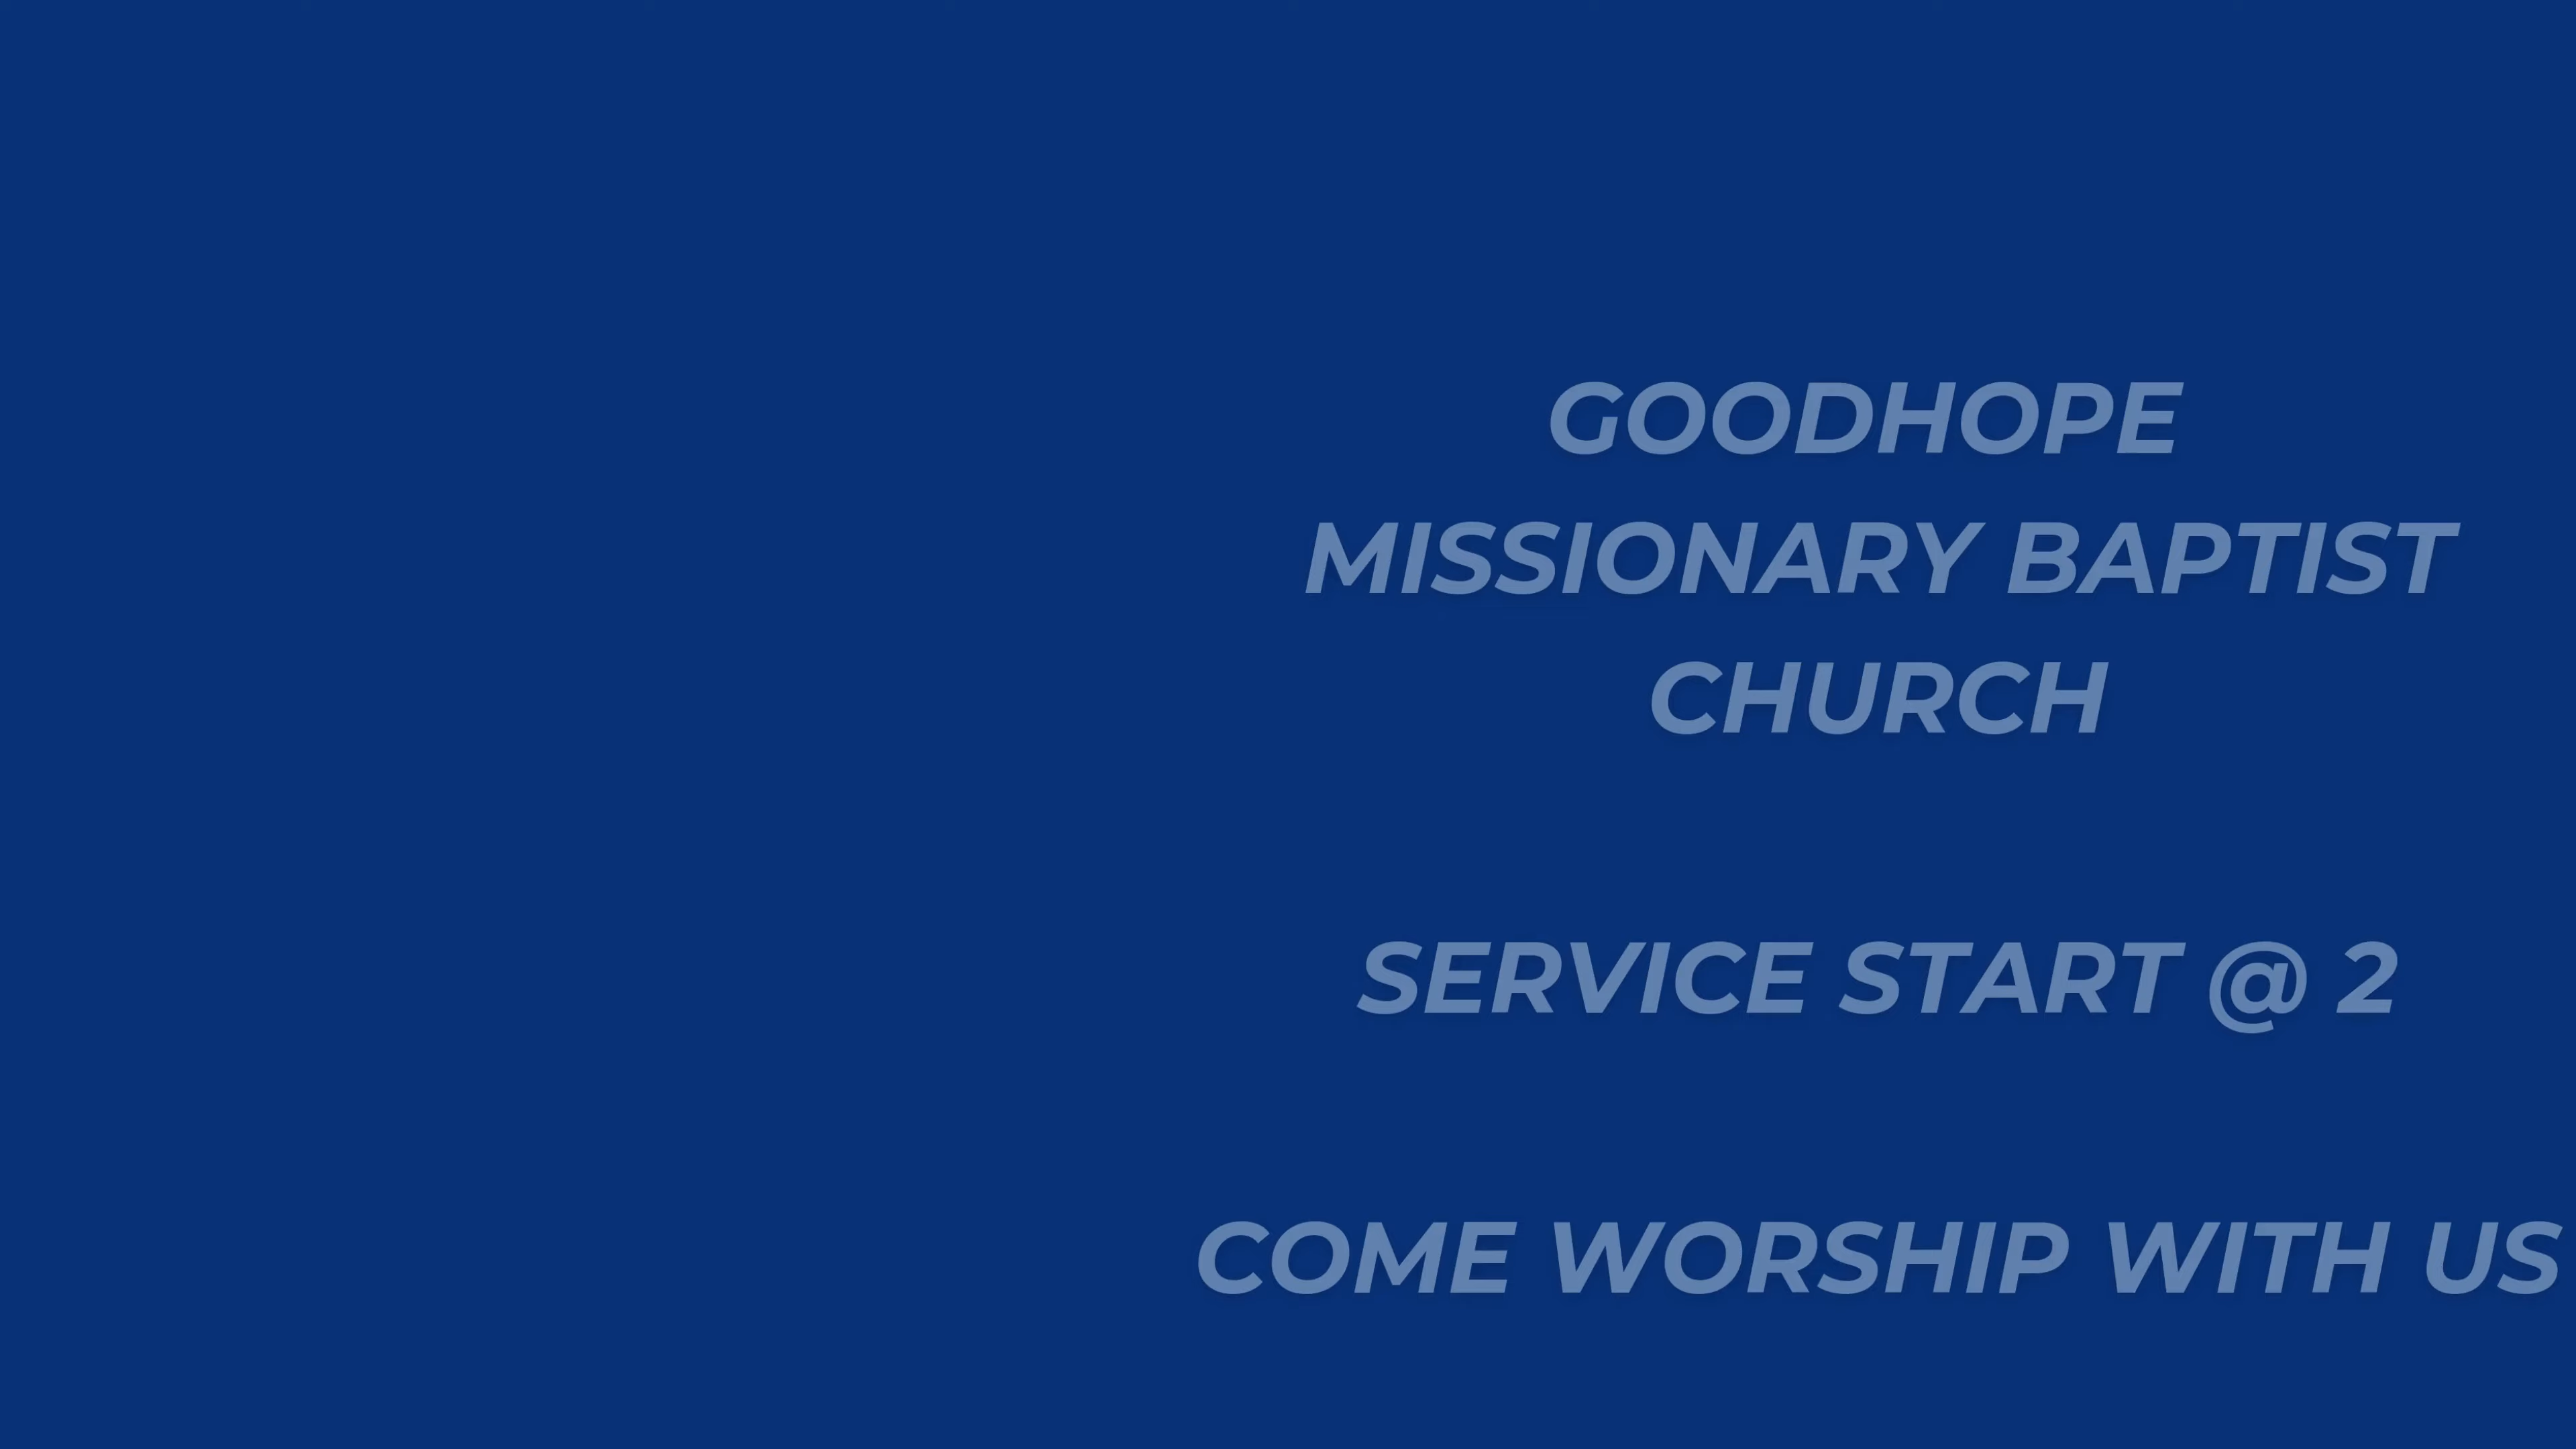 GOODHOPE
MISSIONARY BAPTIST
CHURCH
SERVICE START @ 2
COME WORSHIP WITH US